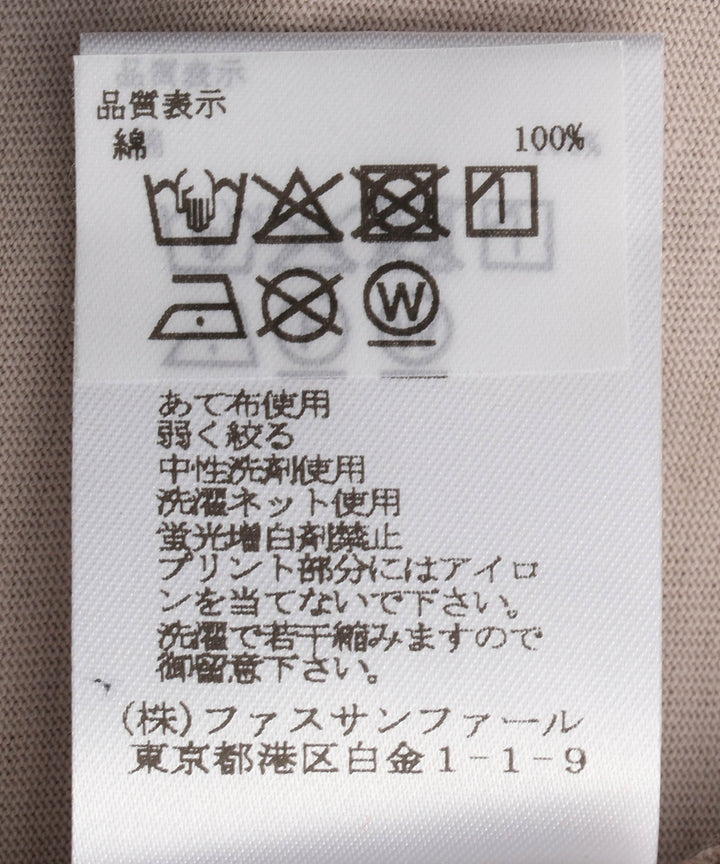 品質表示
綿 100%
W
あて布使用
弱く絞る
中性洗剤使用
洗濯ネット使用
蛍光増白剤禁止
プリント部分にはアイロ
ンを当てないで下さい。
洗濯で若干縮みますので
御留意下さい。
(株)ファスサンファール
東京都港区白金1-1-9